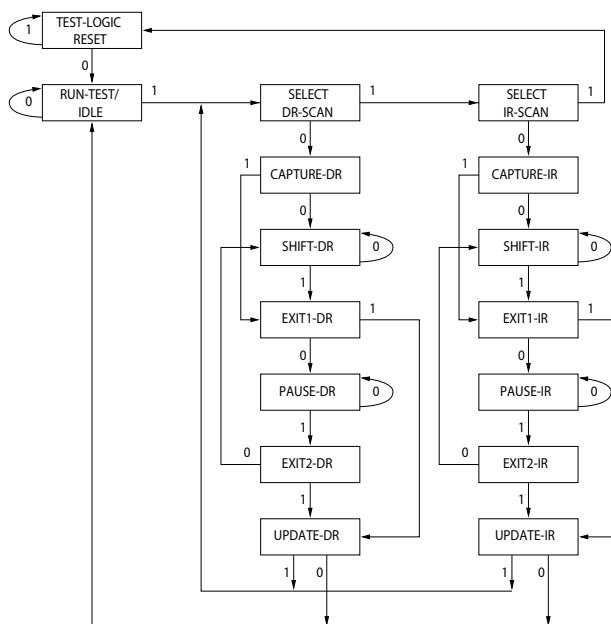 TEST-LOGIC
RESET
1
0
RUN-TEST/
IDLE
0
1
SELECT
DR-SCAN
1
SELECT
IR-SCAN
1
0
0
1
CAPTURE-DR
1
CAPTURE-IR
0
0
SHIFT-DR
0
SHIFT-IR
0
1
1
EXIT1-DR
1
EXIT1-IR
1
0
0
PAUSE-DR
0
PAUSE-IR
0
1
1
0
EXIT2-DR
0
EXIT2-IR
1
1
UPDATE-DR
UPDATE-IR
1
0
1
0